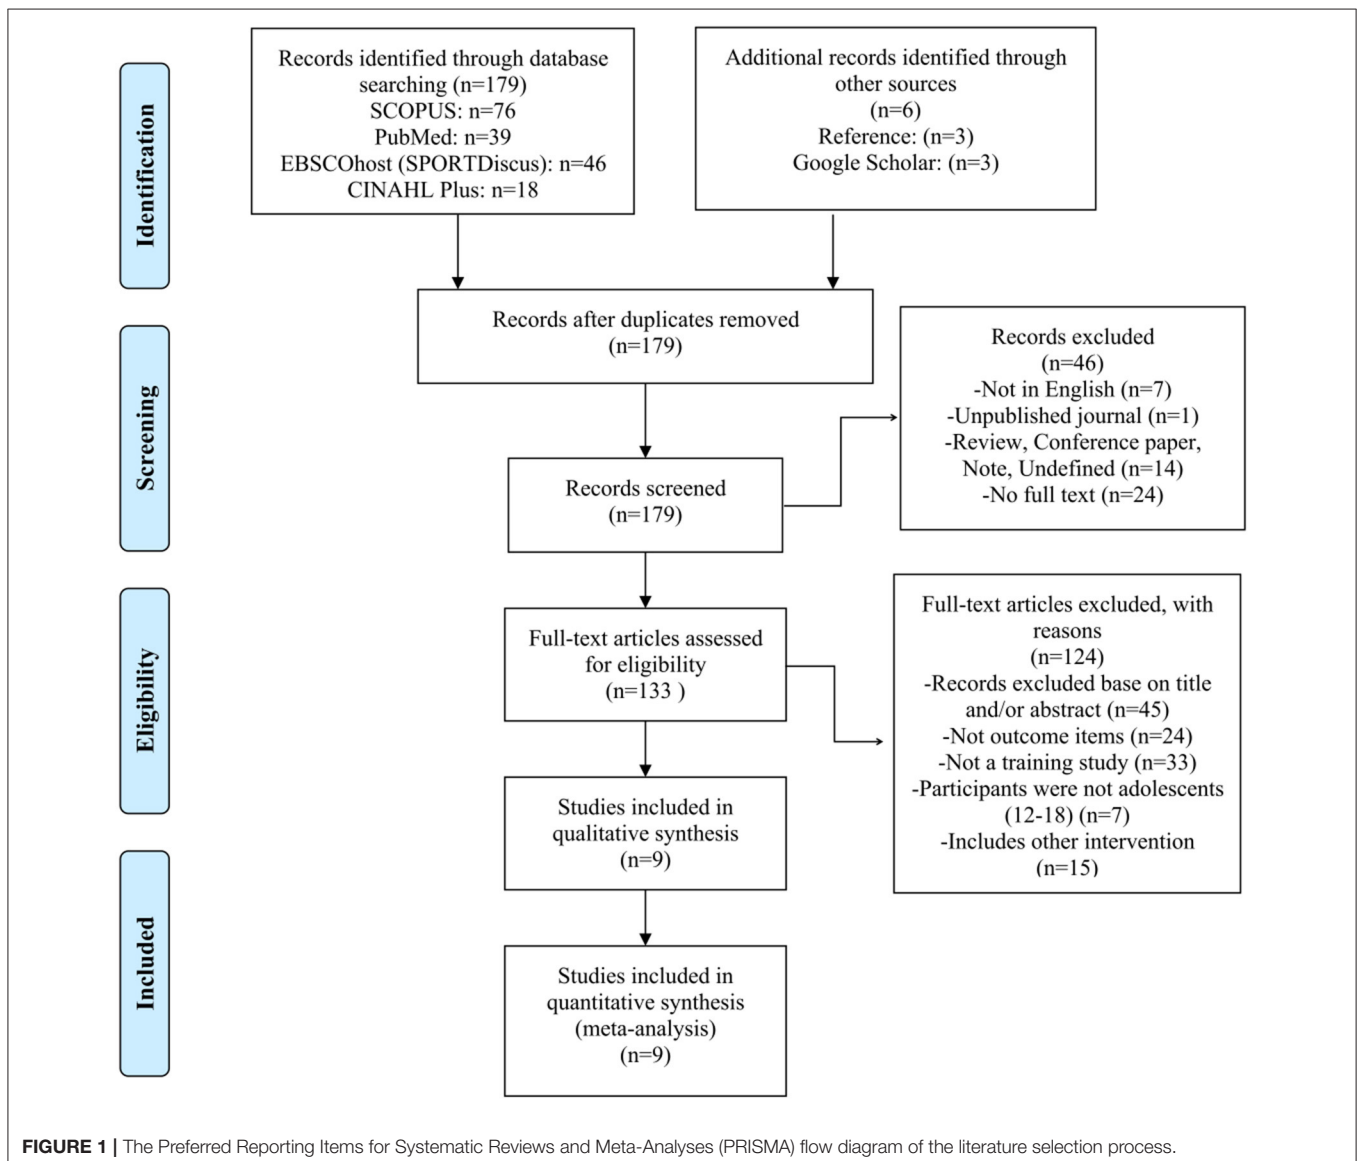 Identification
Records identified through database
searching (n=179)
SCOPUS: n=76
PubMed: n=39
EBSCOhost (SPORTDiscus): n=46
CINAHL Plus: n=18
Additional records identified through
other sources
(n=6)
Reference: (n=3)
Google Scholar: (n=3)
Screening
Records after duplicates removed
(n=179)
Records screened
(n=179)
Records excluded
(n=46)
-Not in English (n=7)
-Unpublished journal (n=1)
-Review, Conference paper,
Note, Undefined (n=14)
-No full text (n=24)
Eligibility
Full-text articles assessed
for eligibility
(n=133 )
Full-text articles excluded, with
reasons
(n=124)
-Records excluded base on title
and/or abstract (n=45)
-Not outcome items (n=24)
-Not a training study (n=33)
-Participants were not adolescents
(12-18) (n=7)
-Includes other intervention
(n=15)
Studies included in
qualitative synthesis
(n=9)
Included
Studies included in
quantitative synthesis
(meta-analysis)
(n=9)
FIGURE 1 | The Preferred Reporting Items for Systematic Reviews and Meta-Analyses (PRISMA) flow diagram of the literature selection process.